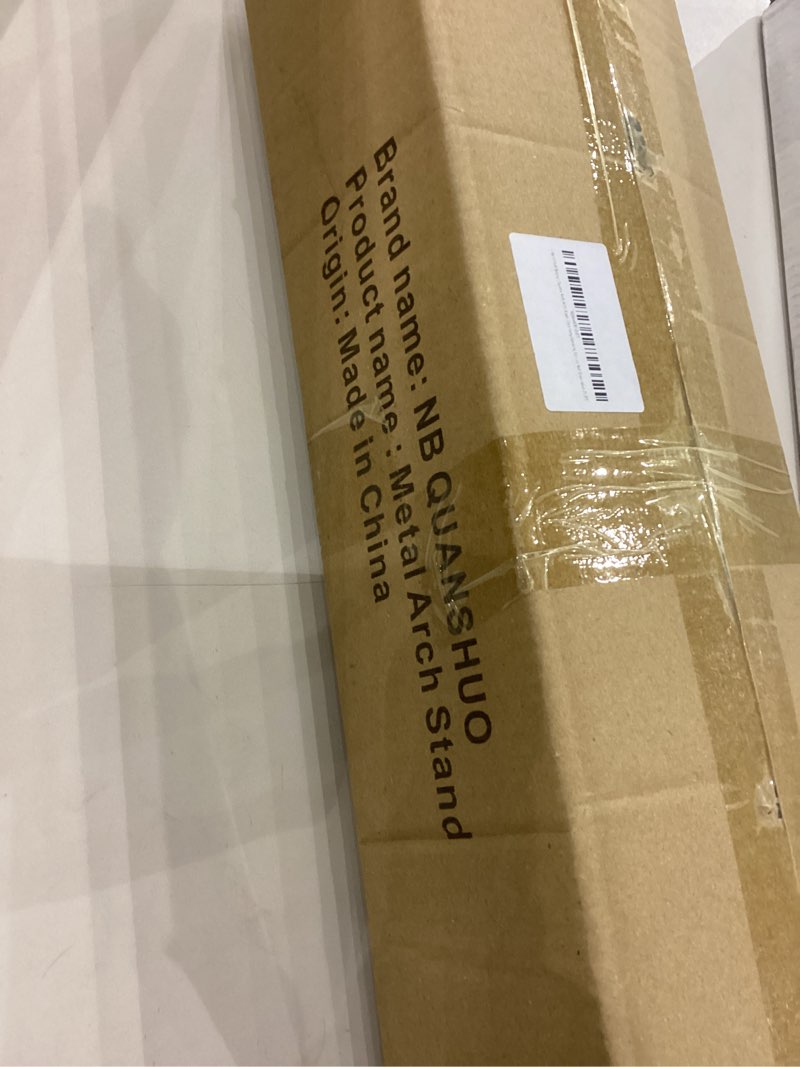 Brand name: NB QUANSHUO
Product name : Metal Arch Stand
Origin: Made in China